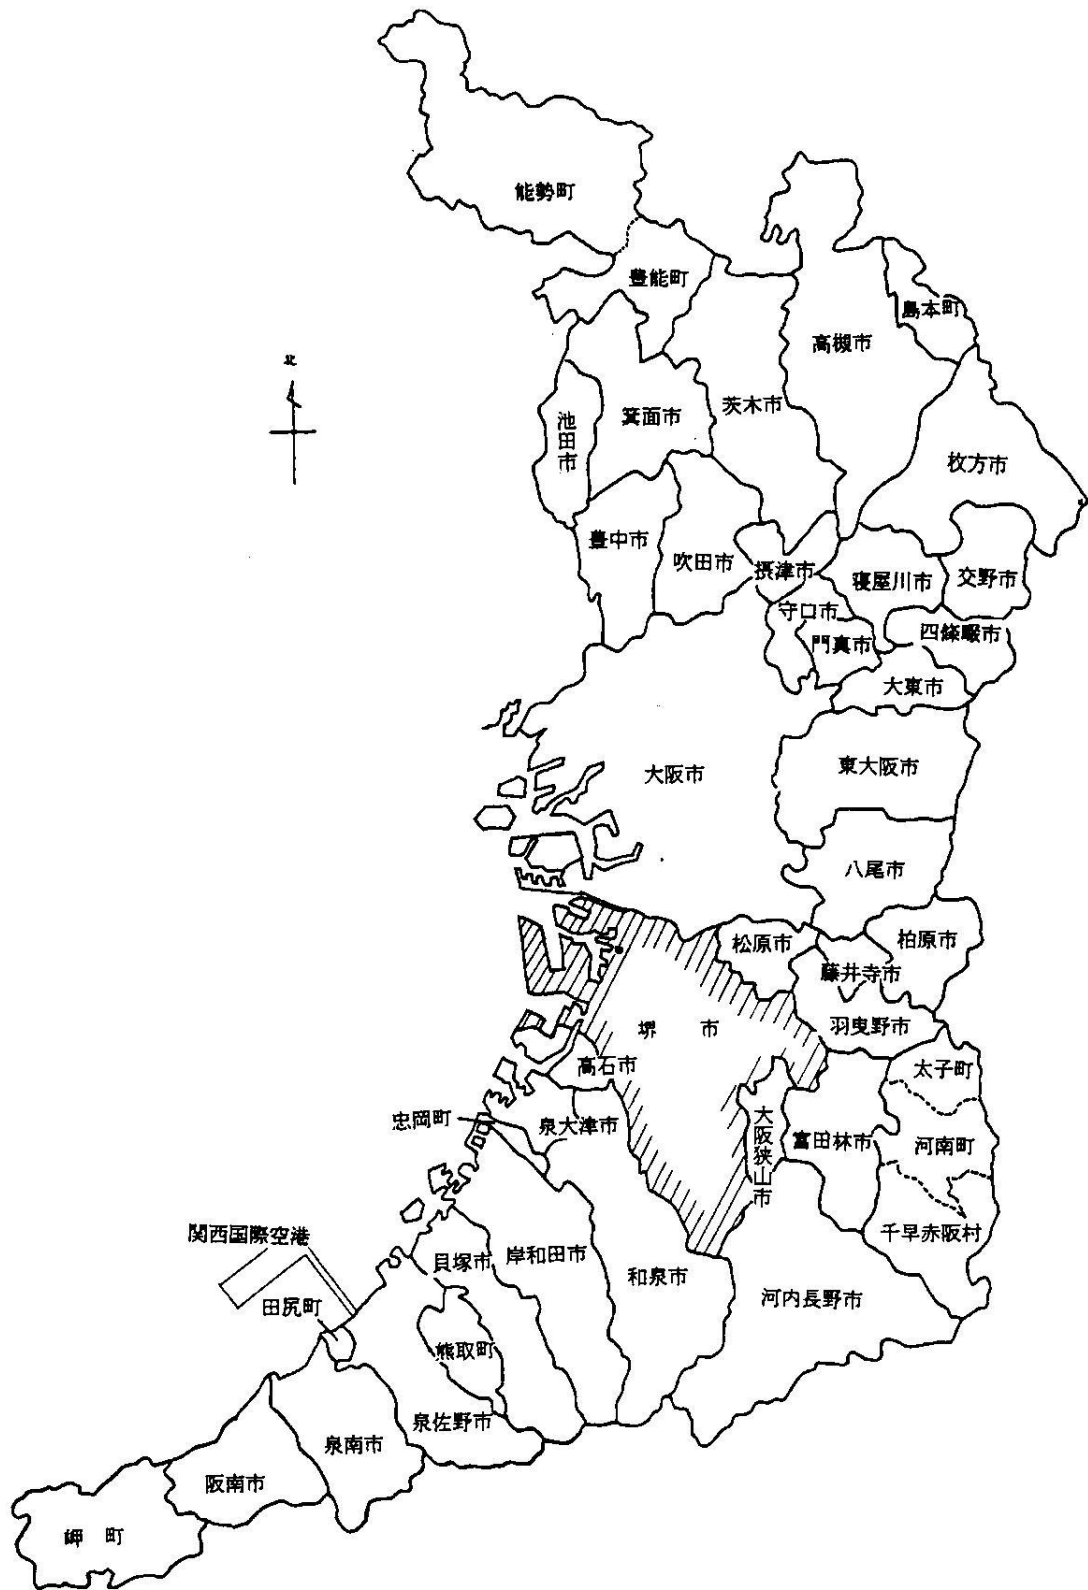 能勢町
豊能町
島本町
高槻市
北
茨木市
箕面市
池田市
枚方市
豊中市
吹田市
摂津市
寝屋川市
交野市
守口市
四條畷市
門真市
大東市
東大阪市
大阪市
八尾市
松原市
柏原市
藤井寺市
堺 市
羽曳野市
高石市
太子町
忠岡町
泉大津市
大阪狭山市
富田林市
河南町
千早赤阪村
関西国際空港
貝塚市
岸和田市
和泉市
河内長野市
田尻町
熊取町
泉佐野市
泉南市
阪南市
岬 町